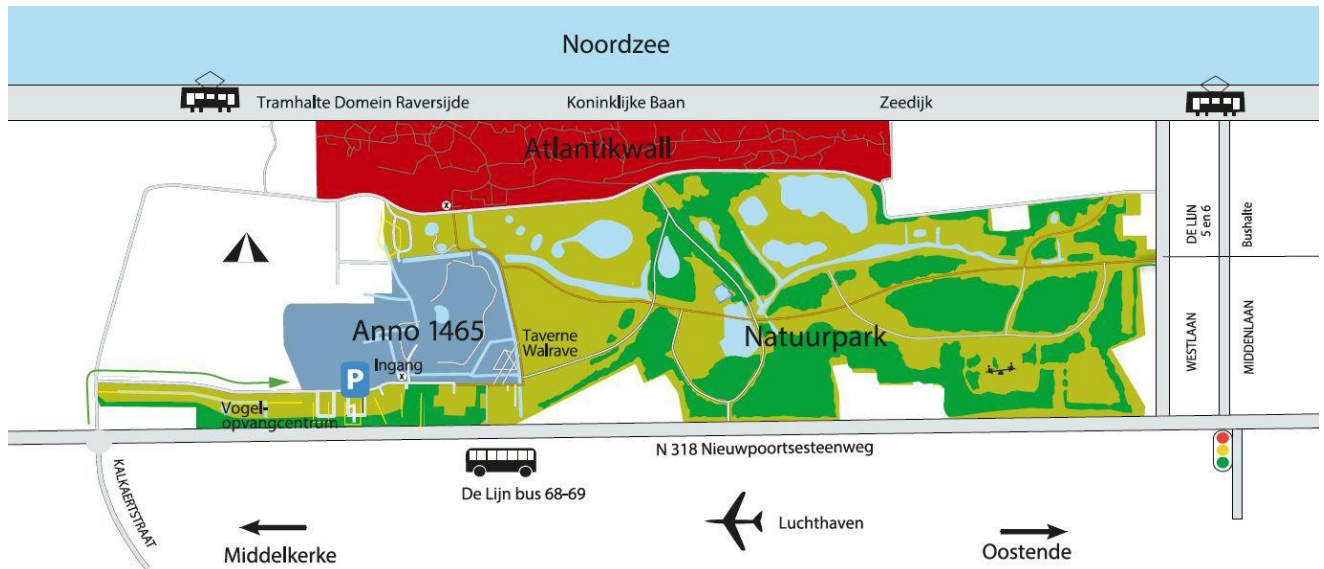 Noordzee
Tramhalte Domein Raversijde
Koninklijke Baan
Zeedijk
Atlantikwall
x
DE LIJN
5 en 6
Bushalte
Anno 1465
Ingang
x
Taverne
Walrave
Natuurpark
WESTLAAN
MIDDENLAAN
P
Vogel-
opvangcentrum
N 318 Nieuwpoortsesteenweg
KALKAERTSTRAAT
De Lijn bus 68-69
Luchthaven
Middelkerke
Oostende